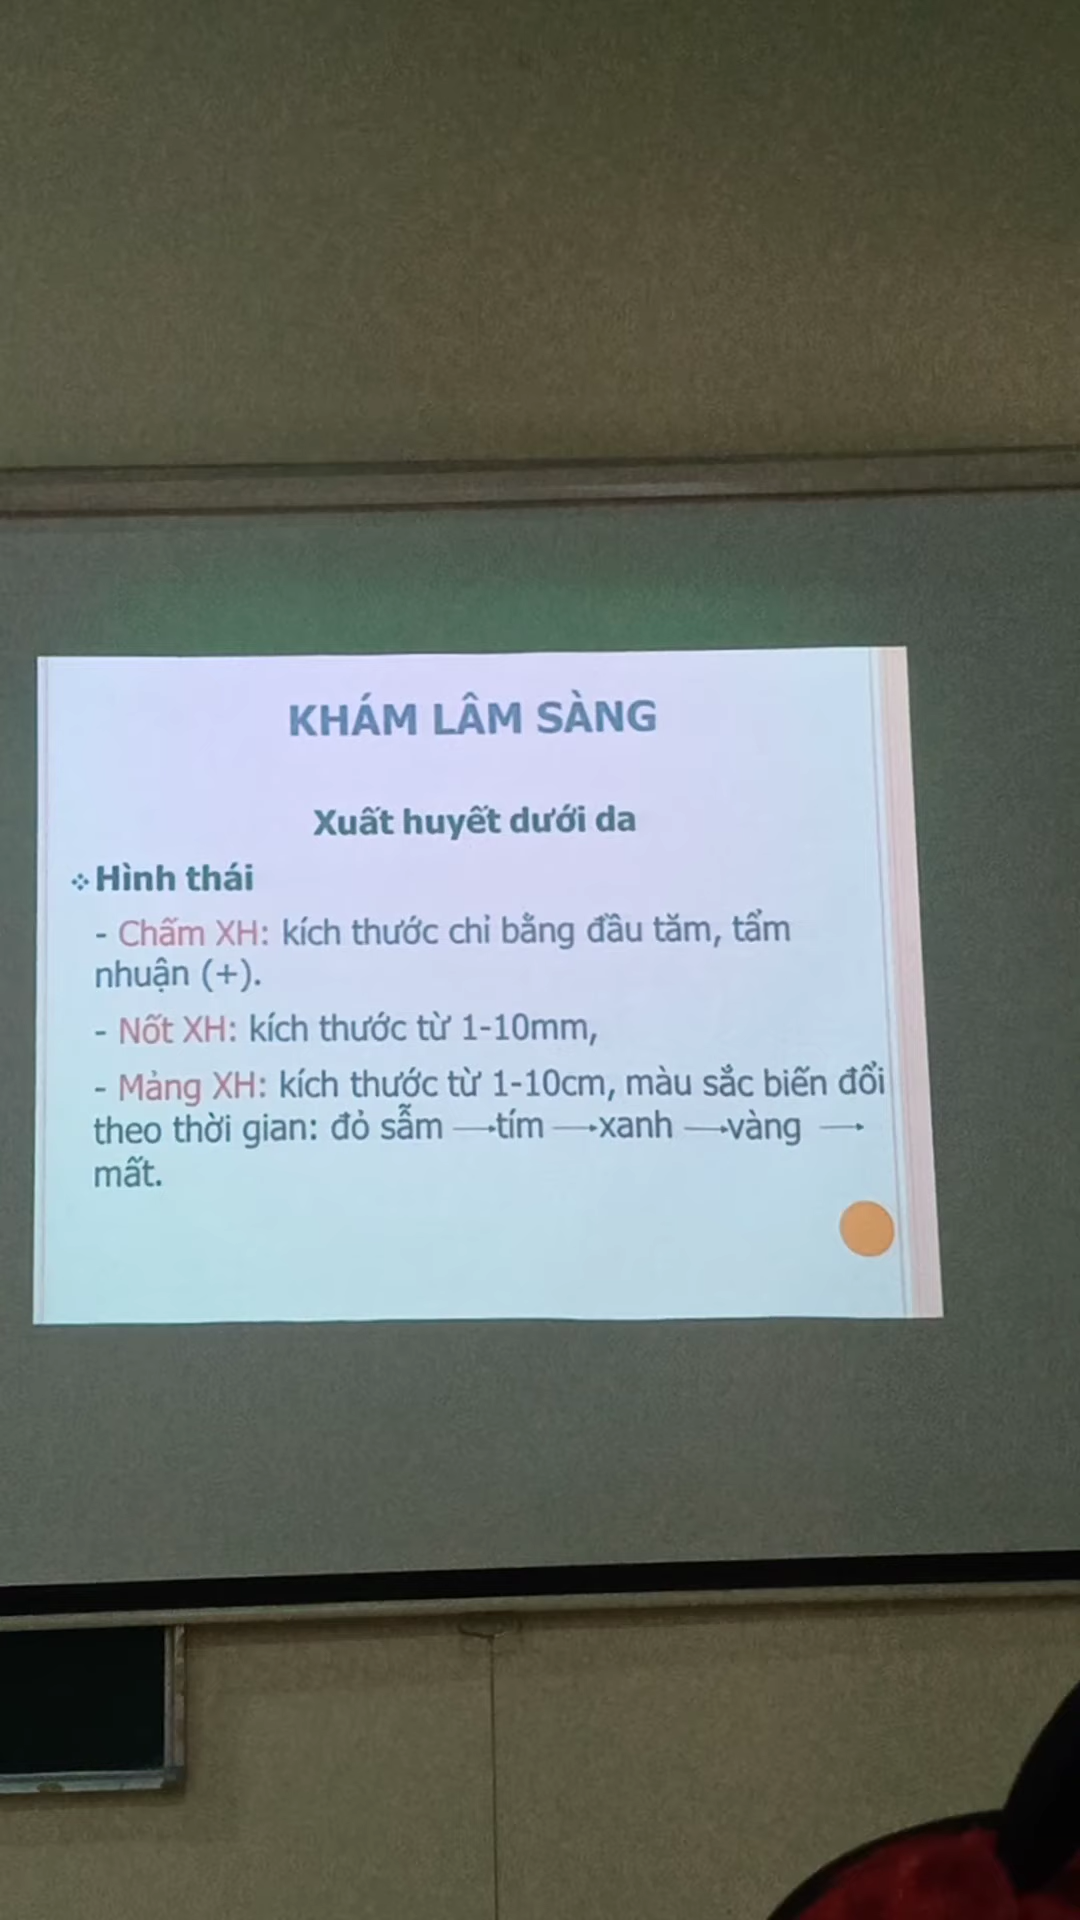 KHÁM LÂM SÀNG
Xuất huyết dưới da
❖ Hình thái
- Chấm XH: kích thước chỉ bằng đầu tăm, tẩm
nhuận (+).
- Nốt XH: kích thước từ 1-10mm,
- Mảng XH: kích thước từ 1-10cm, màu sắc biến đổi
theo thời gian: đỏ sẫm →tím →xanh →vàng →
mất.